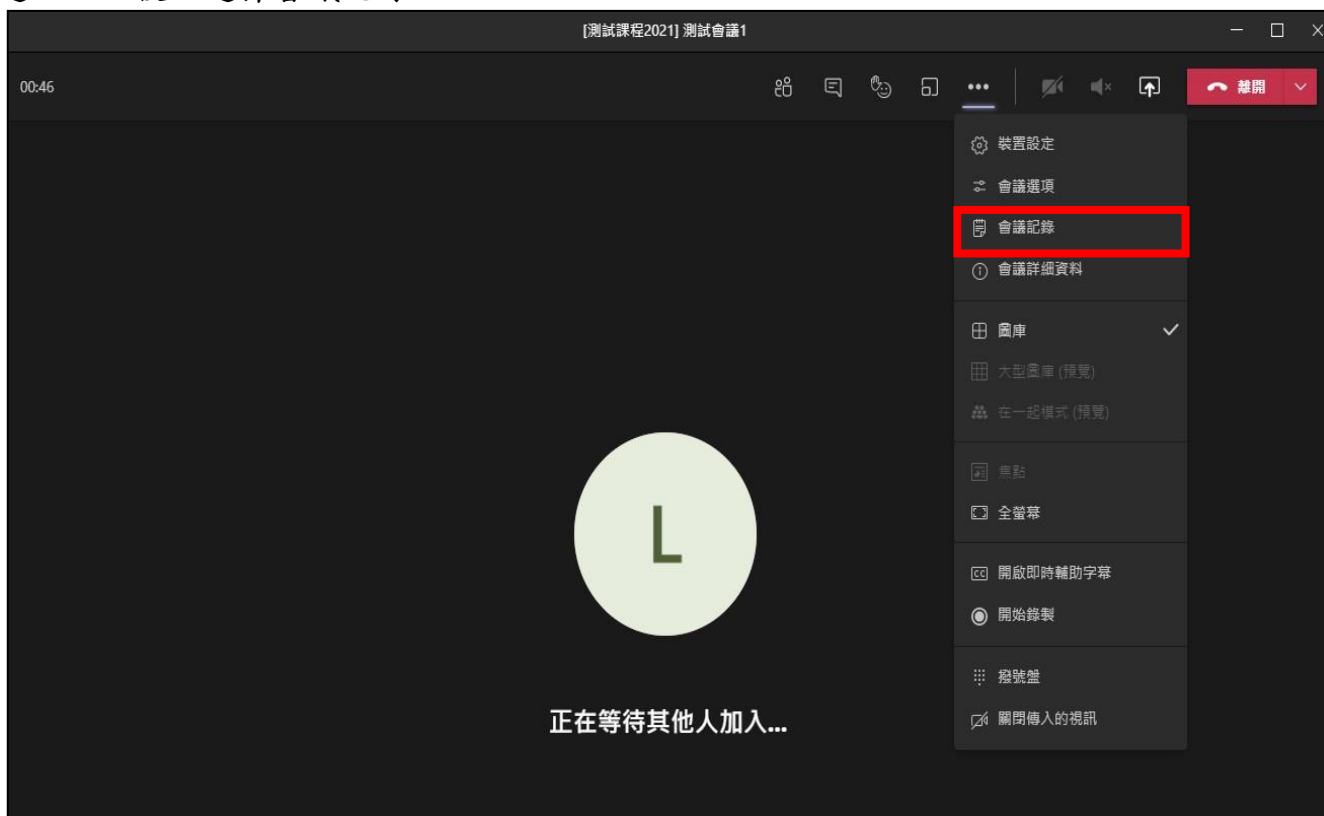 [測試課程2021] 測試會議1
00:46
離開
裝置設定
會議選項
會議記錄
會議詳細資料
圖庫
大型圖庫 (預覽)
在一起模式 (預覽)
焦點
全螢幕
CC 開啟即時輔助字幕
開始錄製
撥號盤
關閉傳入的視訊
L
正在等待其他人加入...